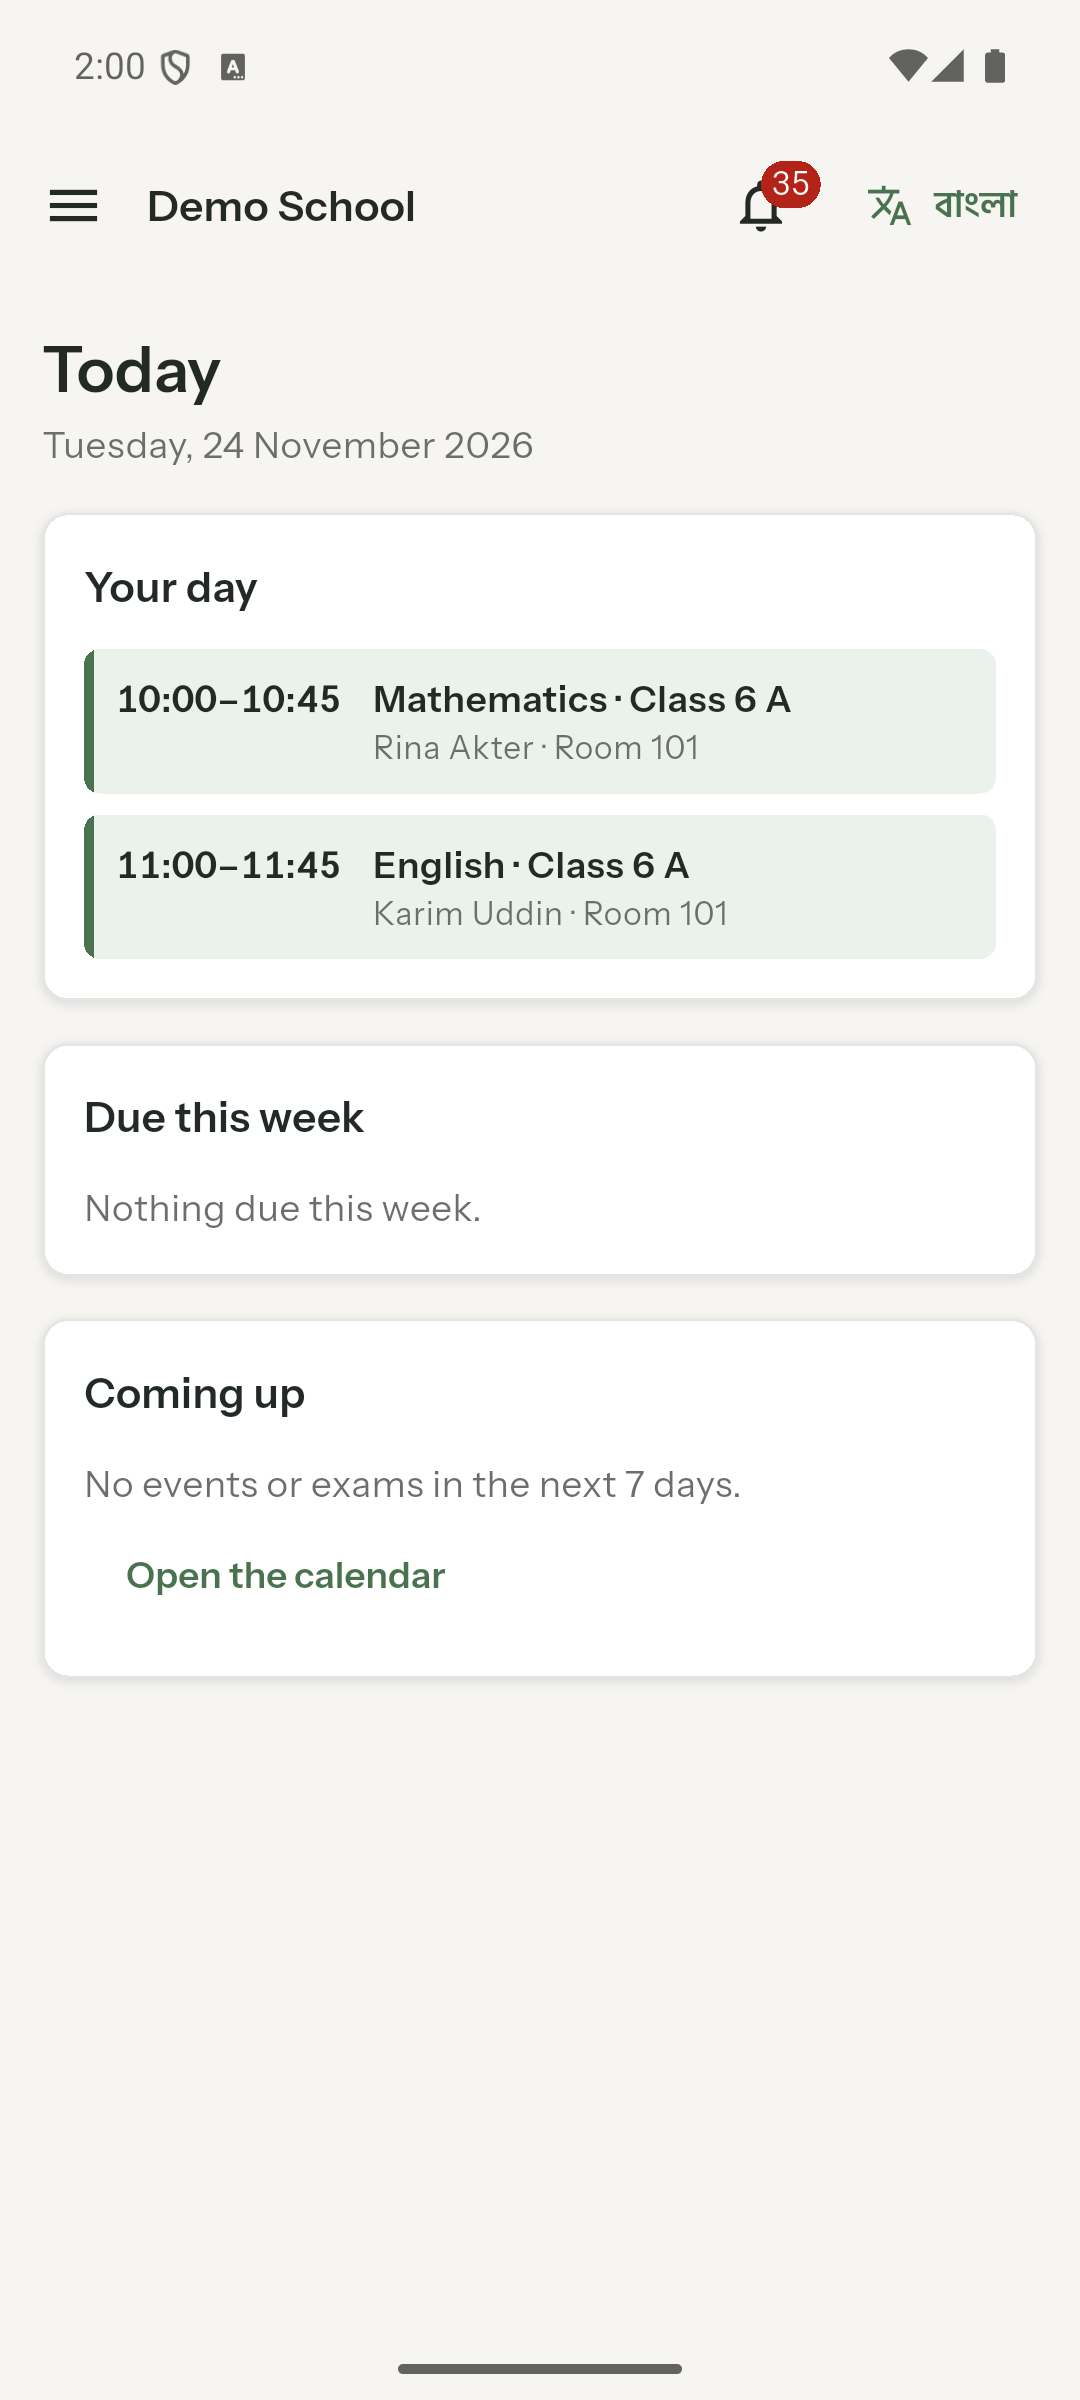 2:00
Demo School
35
বাংলা
Today
Tuesday, 24 November 2026
Your day
10:00–10:45 Mathematics · Class 6 A
Rina Akter · Room 101
11:00–11:45 English · Class 6 A
Karim Uddin · Room 101
Due this week
Nothing due this week.
Coming up
No events or exams in the next 7 days.
Open the calendar